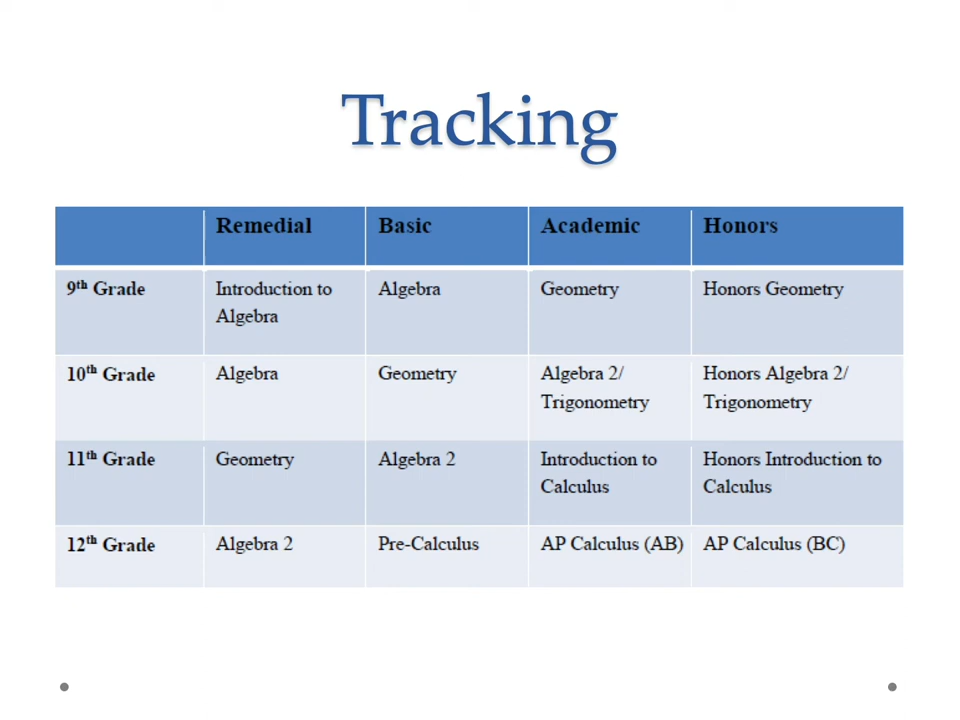 Tracking
Remedial Basic Academic Honors
9th Grade Introduction to Algebra Algebra Geometry Honors Geometry
10th Grade Algebra Geometry Algebra 2/ Trigonometry Honors Algebra 2/ Trigonometry
11th Grade Geometry Algebra 2 Introduction to Calculus Honors Introduction to Calculus
12th Grade Algebra 2 Pre-Calculus AP Calculus (AB) AP Calculus (BC)